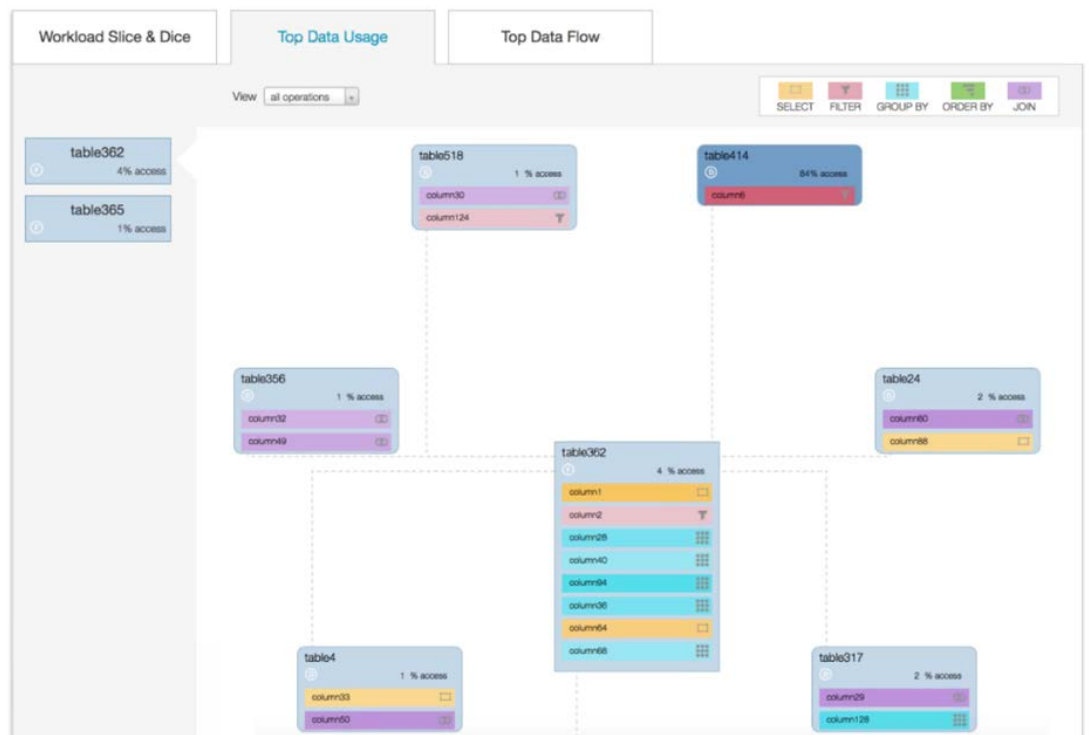 Workload Slice & Dice
Top Data Usage
Top Data Flow
View all operations
SELECT FILTER GROUP BY ORDER BY JOIN
table362
4% access
table365
1% access
table518
1 % access
column30
column124
table414
84% access
column6
table356
1 % access
column32
column49
table24
2 % access
column60
column88
table362
4 % access
column1
column2
column28
column40
column94
column36
column64
column68
table4
1 % access
column33
column50
table317
2 % access
column29
column128